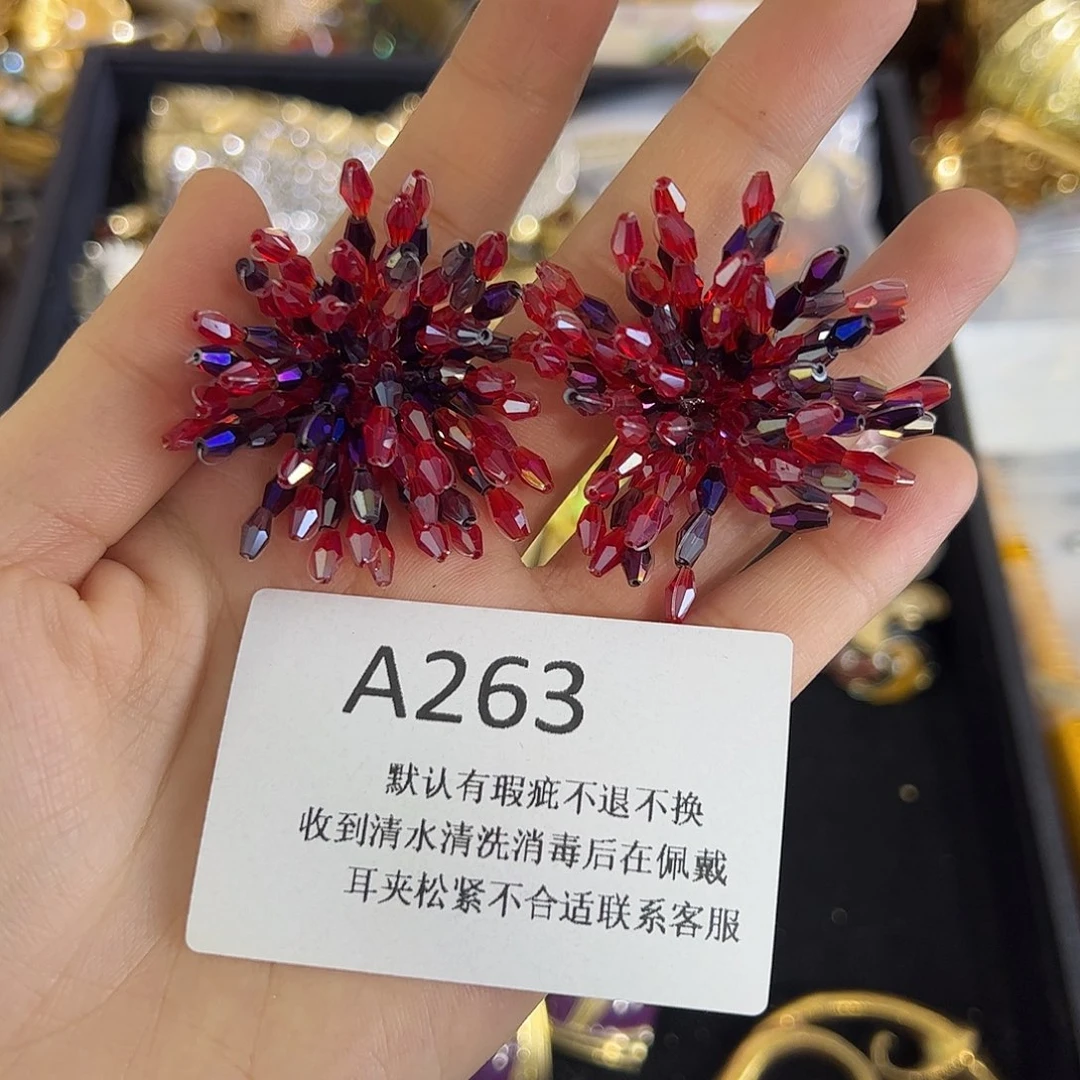 A263
默认有瑕疵不退不换
收到清水清洗消毒后在佩戴
耳夹松紧不合适联系客服